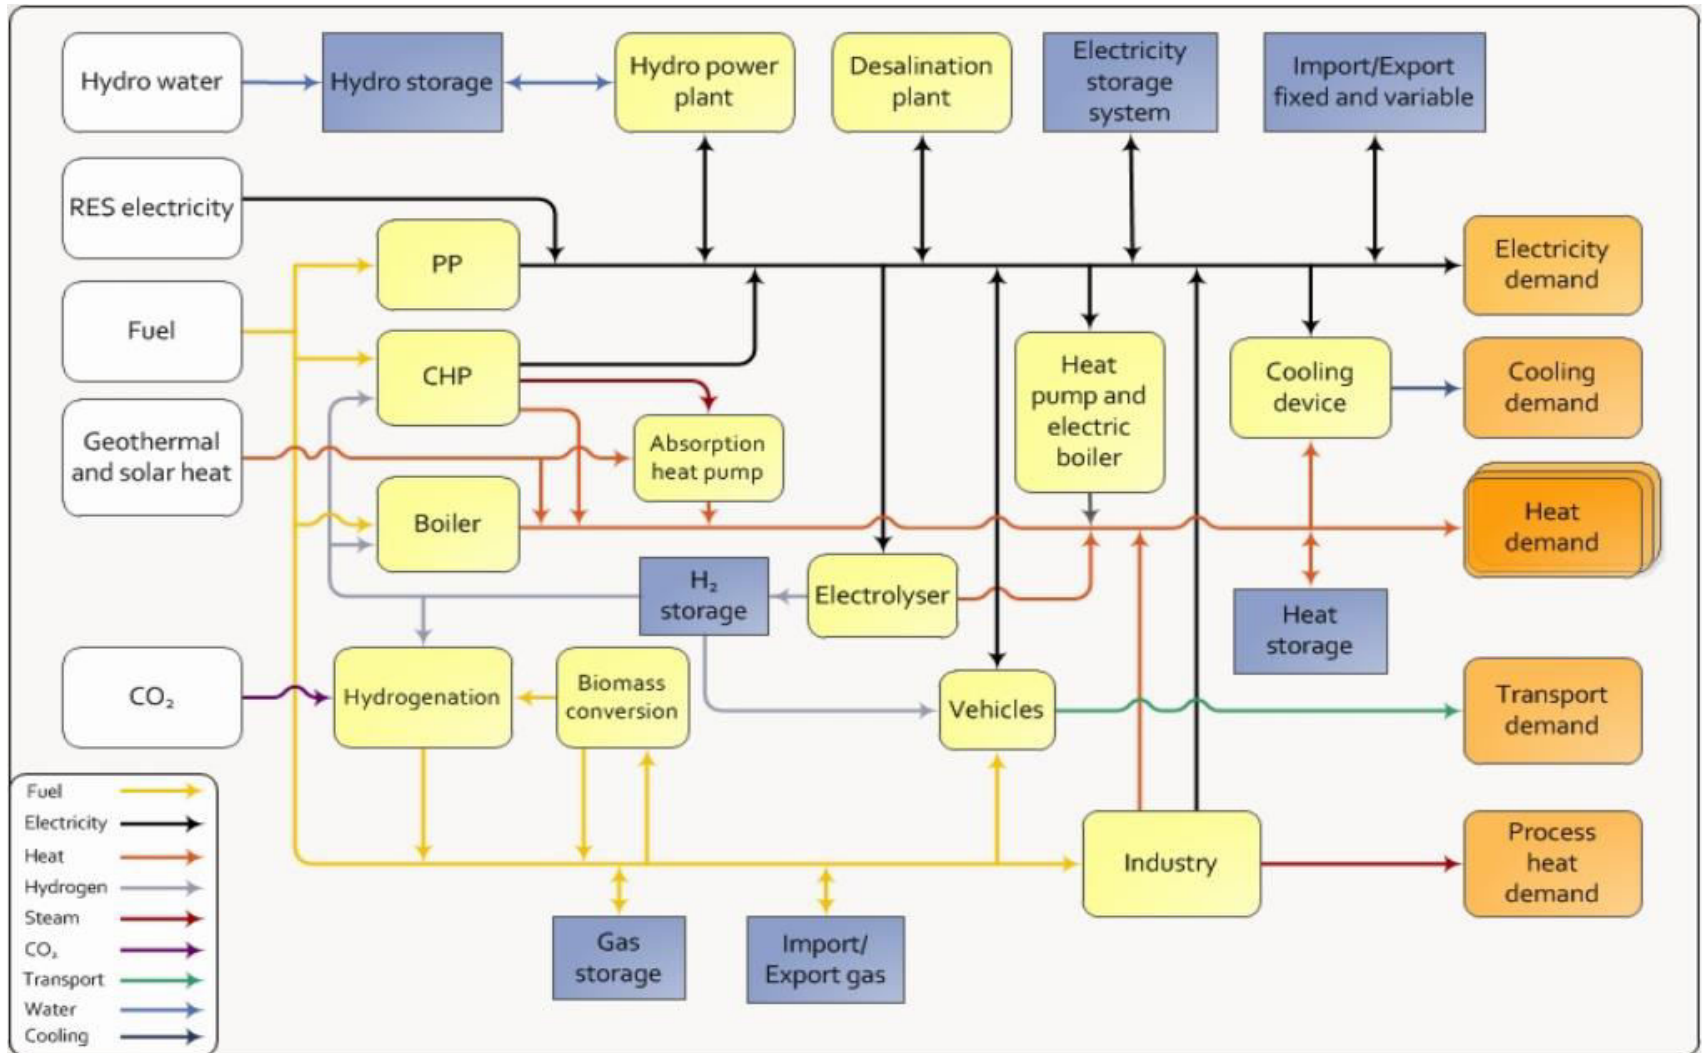 Hydro water
Hydro storage
Hydro power
plant
Desalination
plant
Electricity
storage
system
Import/Export
fixed and variable
RES electricity
PP
Electricity
demand
Fuel
CHP
Heat
pump and
electric
boiler
Cooling
device
Cooling
demand
Geothermal
and solar heat
Absorption
heat pump
Boiler
Heat
demand
H₂
storage
Electrolyser
Heat
storage
CO₂
Hydrogenation
Biomass
conversion
Vehicles
Transport
demand
Industry
Process
heat
demand
Gas
storage
Import/
Export gas
Fuel
Electricity
Heat
Hydrogen
Steam
CO₂
Transport
Water
Cooling